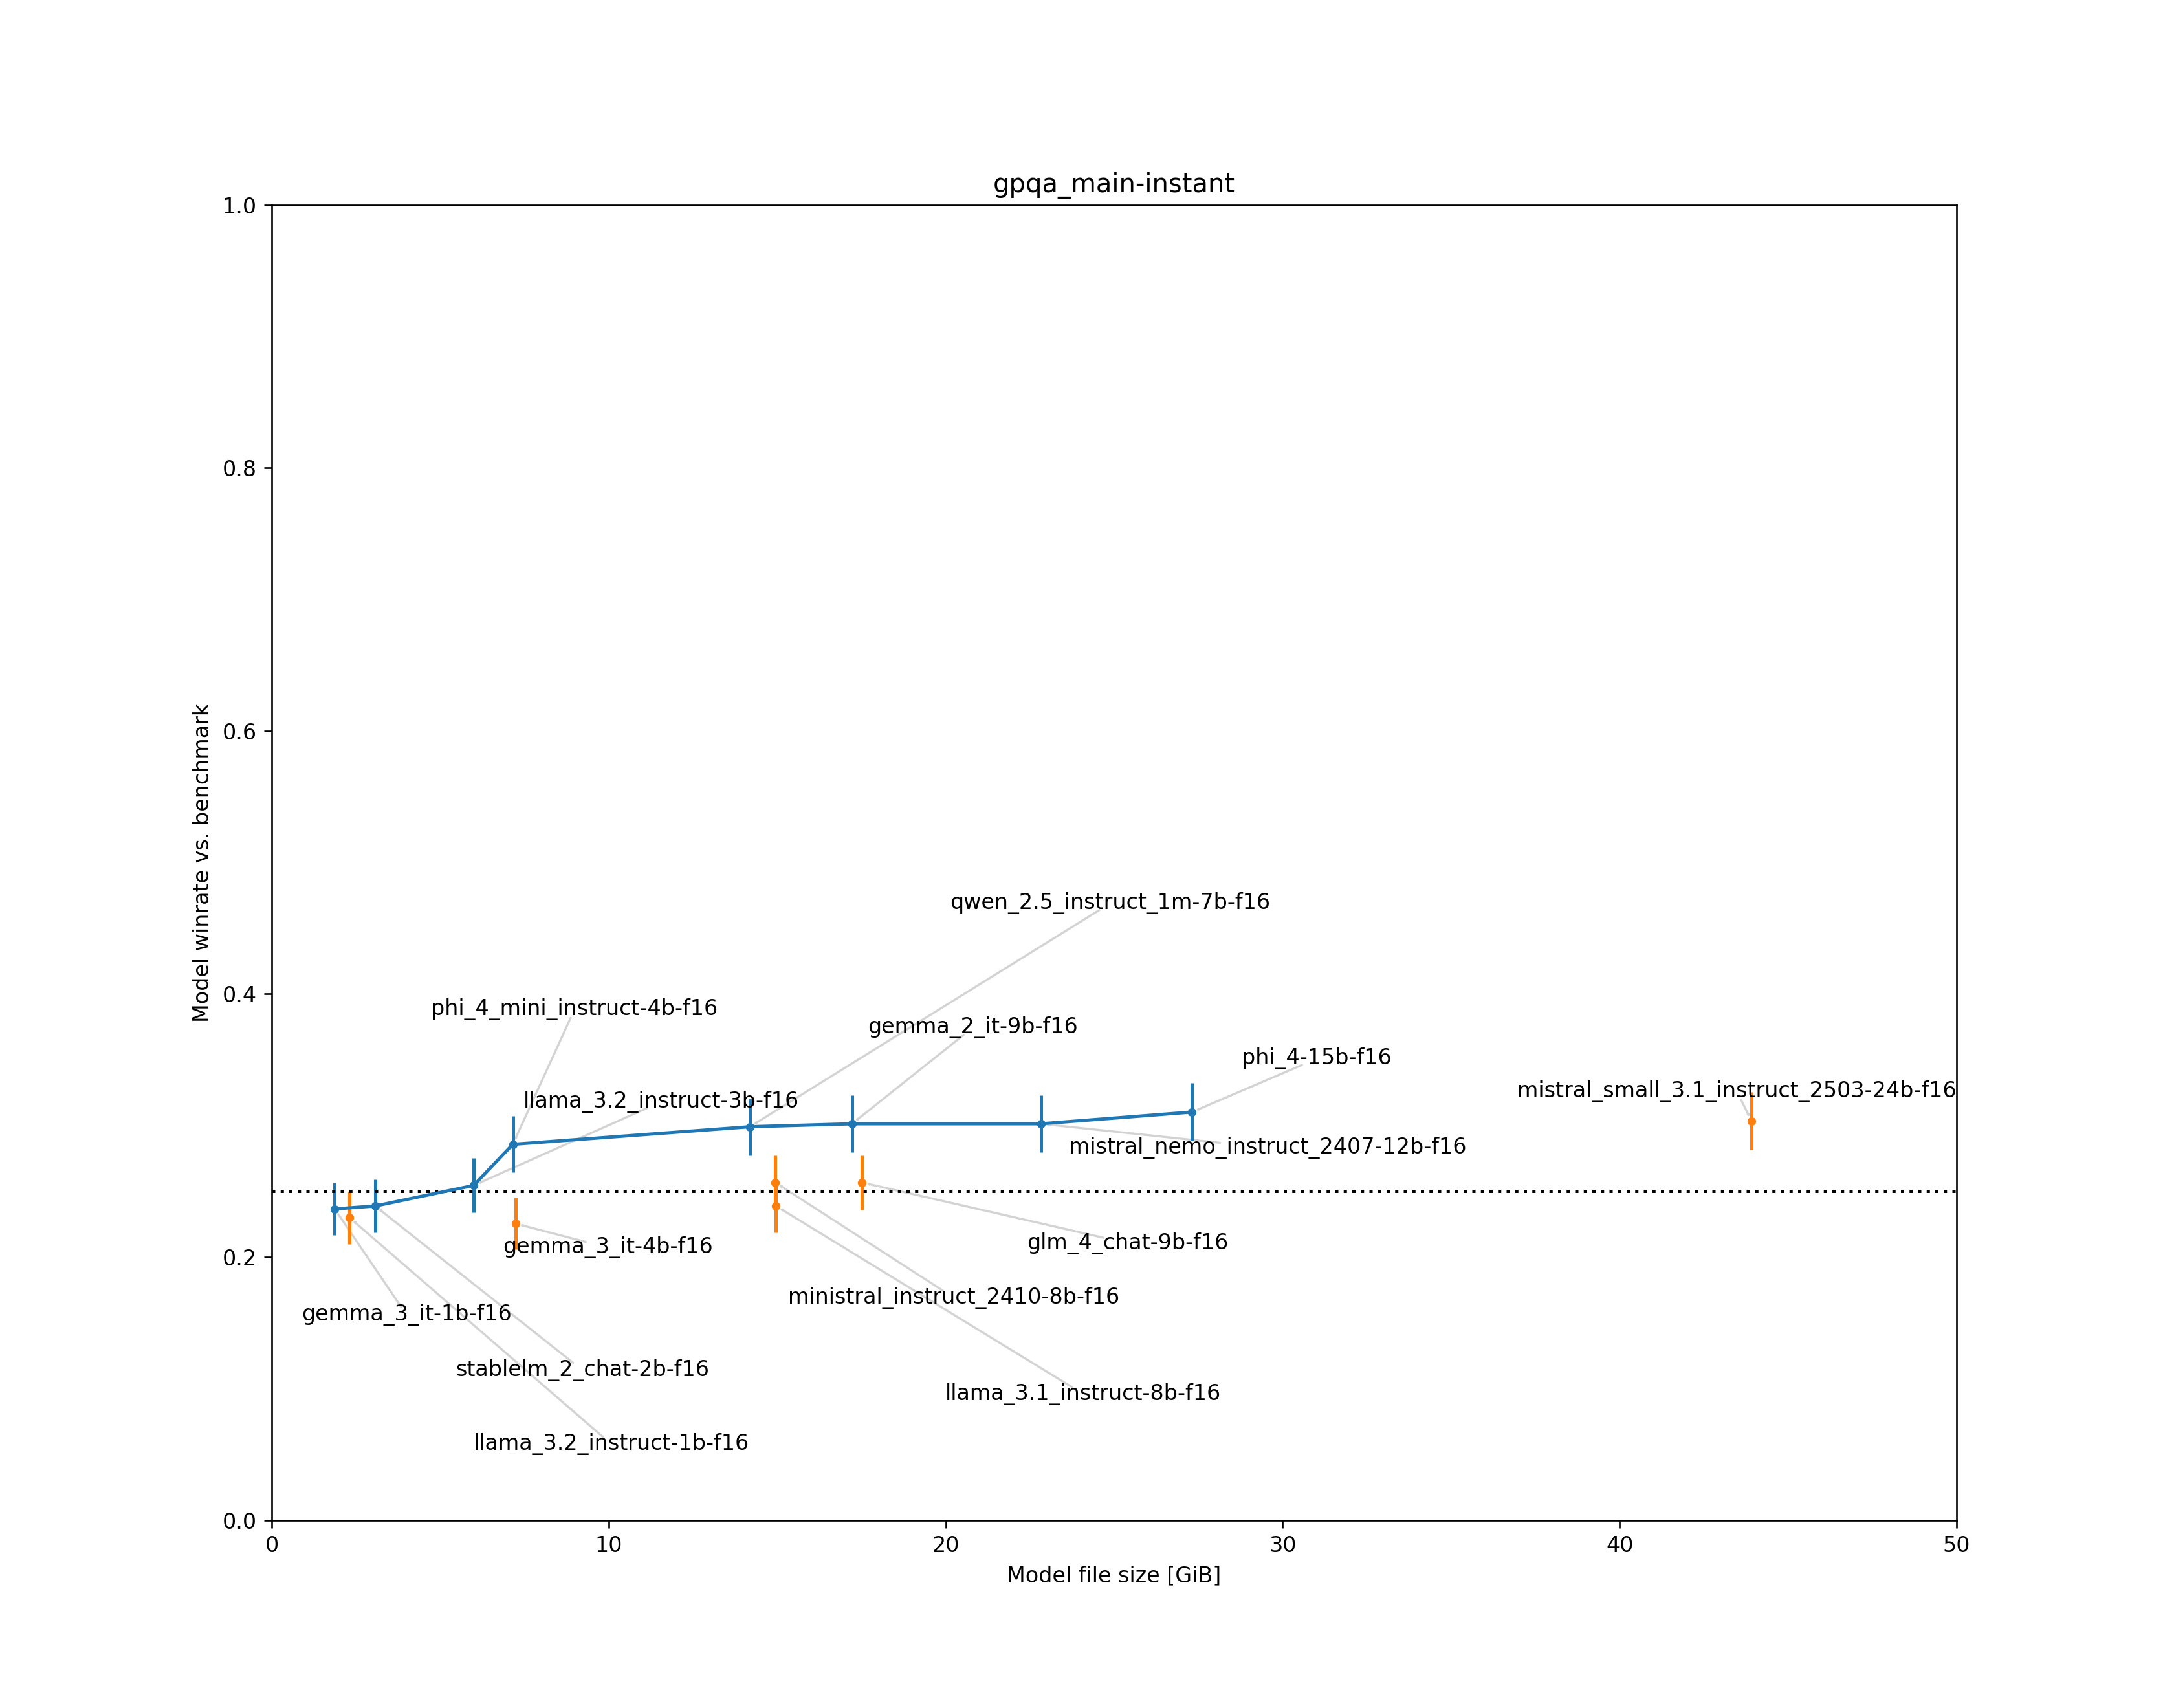 gpqa_main-instant
1.0
0.8
0.6
0.4
0.2
0.0
Model winrate vs. benchmark
qwen_2.5_instruct_1m-7b-f16
phi_4_mini_instruct-4b-f16
gemma_2_it-9b-f16
phi_4-15b-f16
mistral_small_3.1_instruct_2503-24b-f16
llama_3.2_instruct-3b-f16
mistral_nemo_instruct_2407-12b-f16
glm_4_chat-9b-f16
gemma_3_it-4b-f16
ministral_instruct_2410-8b-f16
gemma_3_it-1b-f16
stablelm_2_chat-2b-f16
llama_3.1_instruct-8b-f16
llama_3.2_instruct-1b-f16
0 10 20 30 40 50
Model file size [GiB]